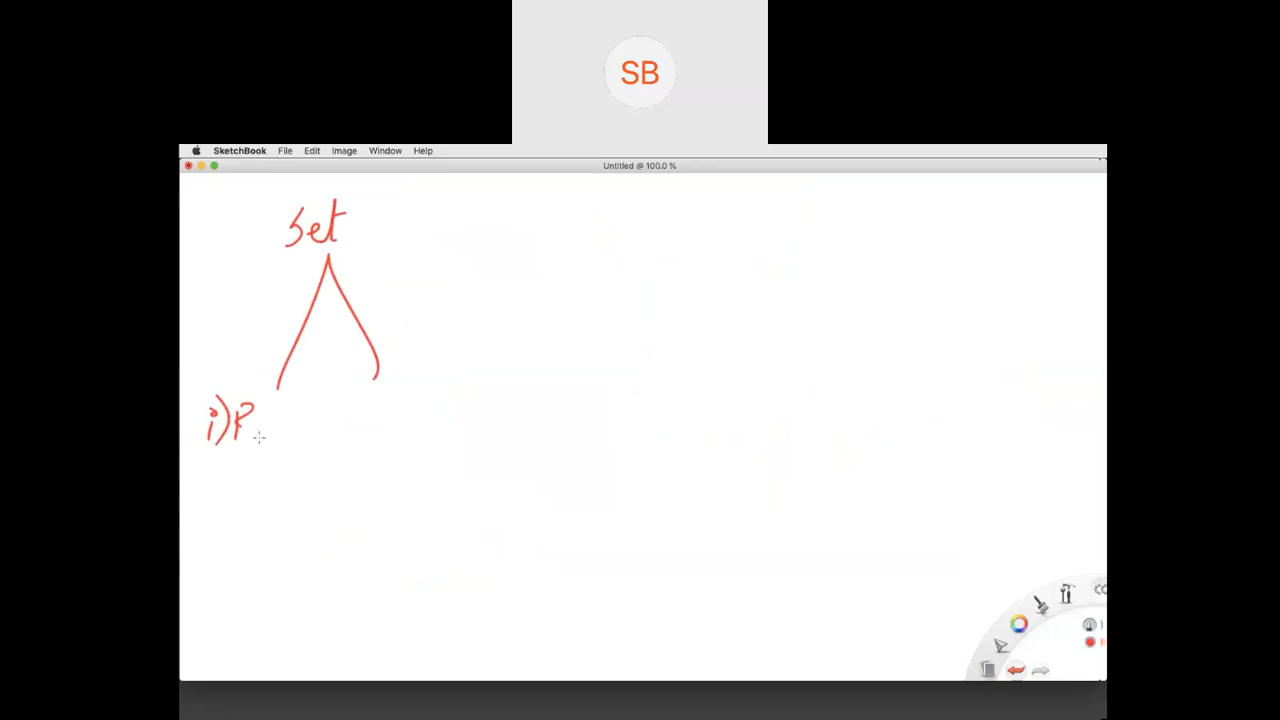 SB
SketchBook File Edit Image Window Help
Untitled @ 100.0 %
Set
i) P